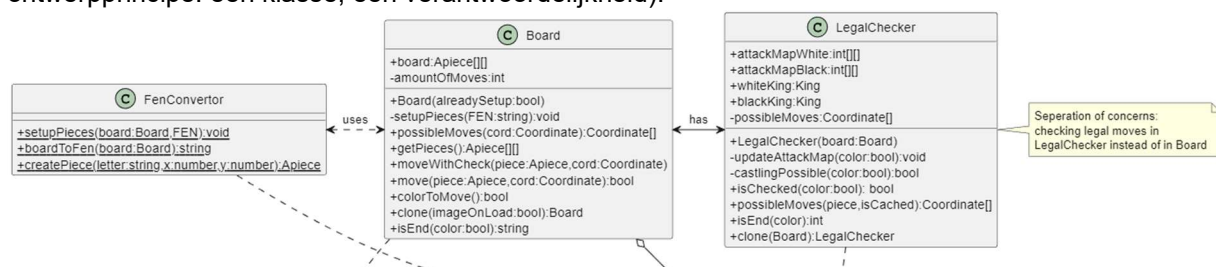 ontwerpprincipe: een klasse, een verantwoordelijkheid).
C Board
+board:Apiece[][]
-amountOfMoves:int
+Board(alreadySetup:bool)
-setupPieces(FEN:string):void
+possibleMoves(cord:Coordinate):Coordinate[]
+getPieces():Apiece[][]
+moveWithCheck(piece:Apiece,cord:Coordinate)
+move(piece:Apiece,cord:Coordinate):bool
+colorToMove():bool
+clone(imageOnLoad:bool):Board
+isEnd(color:bool):string
C LegalChecker
+attackMapWhite:int[][]
+attackMapBlack:int[][]
+whiteKing:King
+blackKing:King
-possibleMoves:Coordinate[]
+LegalChecker(board:Board)
-updateAttackMap(color:bool):void
-castlingPossible(color:bool):bool
+isChecked(color:bool): bool
+possibleMoves(piece,isCached):Coordinate[]
+isEnd(color):int
+clone(Board):LegalChecker
C FenConvertor
+setupPieces(board:Board,FEN):void
+boardToFen(board:Board):string
+createPiece(letter:string,x:number,y:number):Apiece
uses
has
Seperation of concerns:
checking legal moves in
LegalChecker instead of in Board